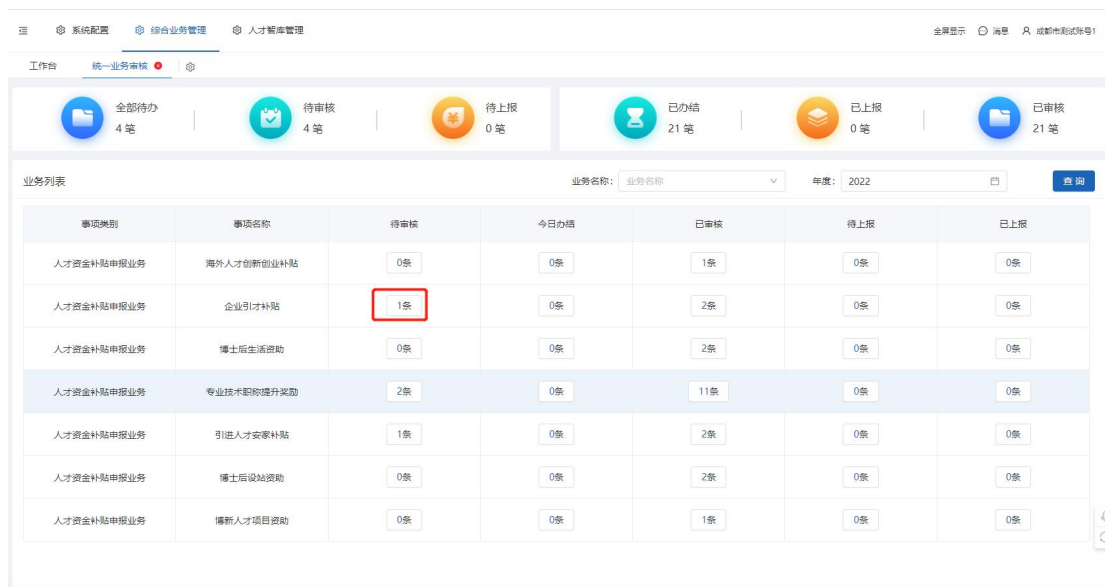 系统配置 综合业务管理 人才智库管理 全屏显示 消息 成都市测试账号1
工作台 统一业务审核
全部待办 待审核 待上报 已办结 已上报 已审核
4 笔 4 笔 0 笔 21 笔 0 笔 21 笔
业务列表 业务名称: 业务名称 年度: 2022 查询
事项类别 事项名称 待审核 今日办结 已审核 待上报 已上报
人才资金补贴申报业务 海外人才创新创业补贴 0条 0条 1条 0条 0条
人才资金补贴申报业务 企业引才补贴 1条 0条 2条 0条 0条
人才资金补贴申报业务 博士后生活资助 0条 0条 2条 0条 0条
人才资金补贴申报业务 专业技术职称提升奖励 2条 0条 11条 0条 0条
人才资金补贴申报业务 引进人才安家补贴 1条 0条 2条 0条 0条
人才资金补贴申报业务 博士后设站资助 0条 0条 2条 0条 0条
人才资金补贴申报业务 博新人才项目资助 0条 0条 1条 0条 0条